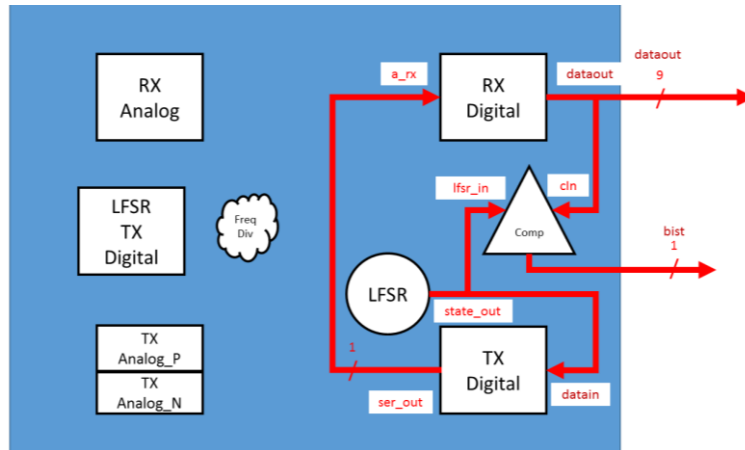 RX
Analog
LFSR
TX
Digital
Freq
Div
TX
Analog_P
TX
Analog_N
a_rx
RX
Digital
dataout
dataout
9
lfsr_in
cIn
Comp
bist
1
LFSR
state_out
1
TX
Digital
ser_out
datain